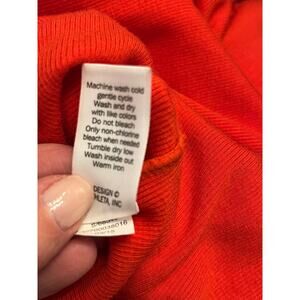 Machine wash cold
gentle cycle
Wash and dry
with like colors
Do not bleach
Only non-chlorine
bleach when needed
Tumble dry low
Wash inside out
Warm iron
DESIGN ©
HLETA, INC